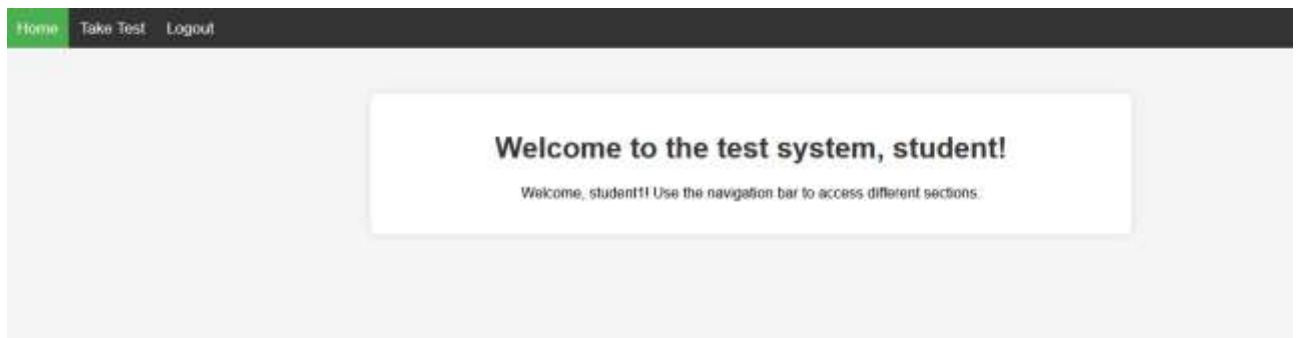 Home Take Test Logout
Welcome to the test system, student!
Welcome, student1! Use the navigation bar to access different sections.